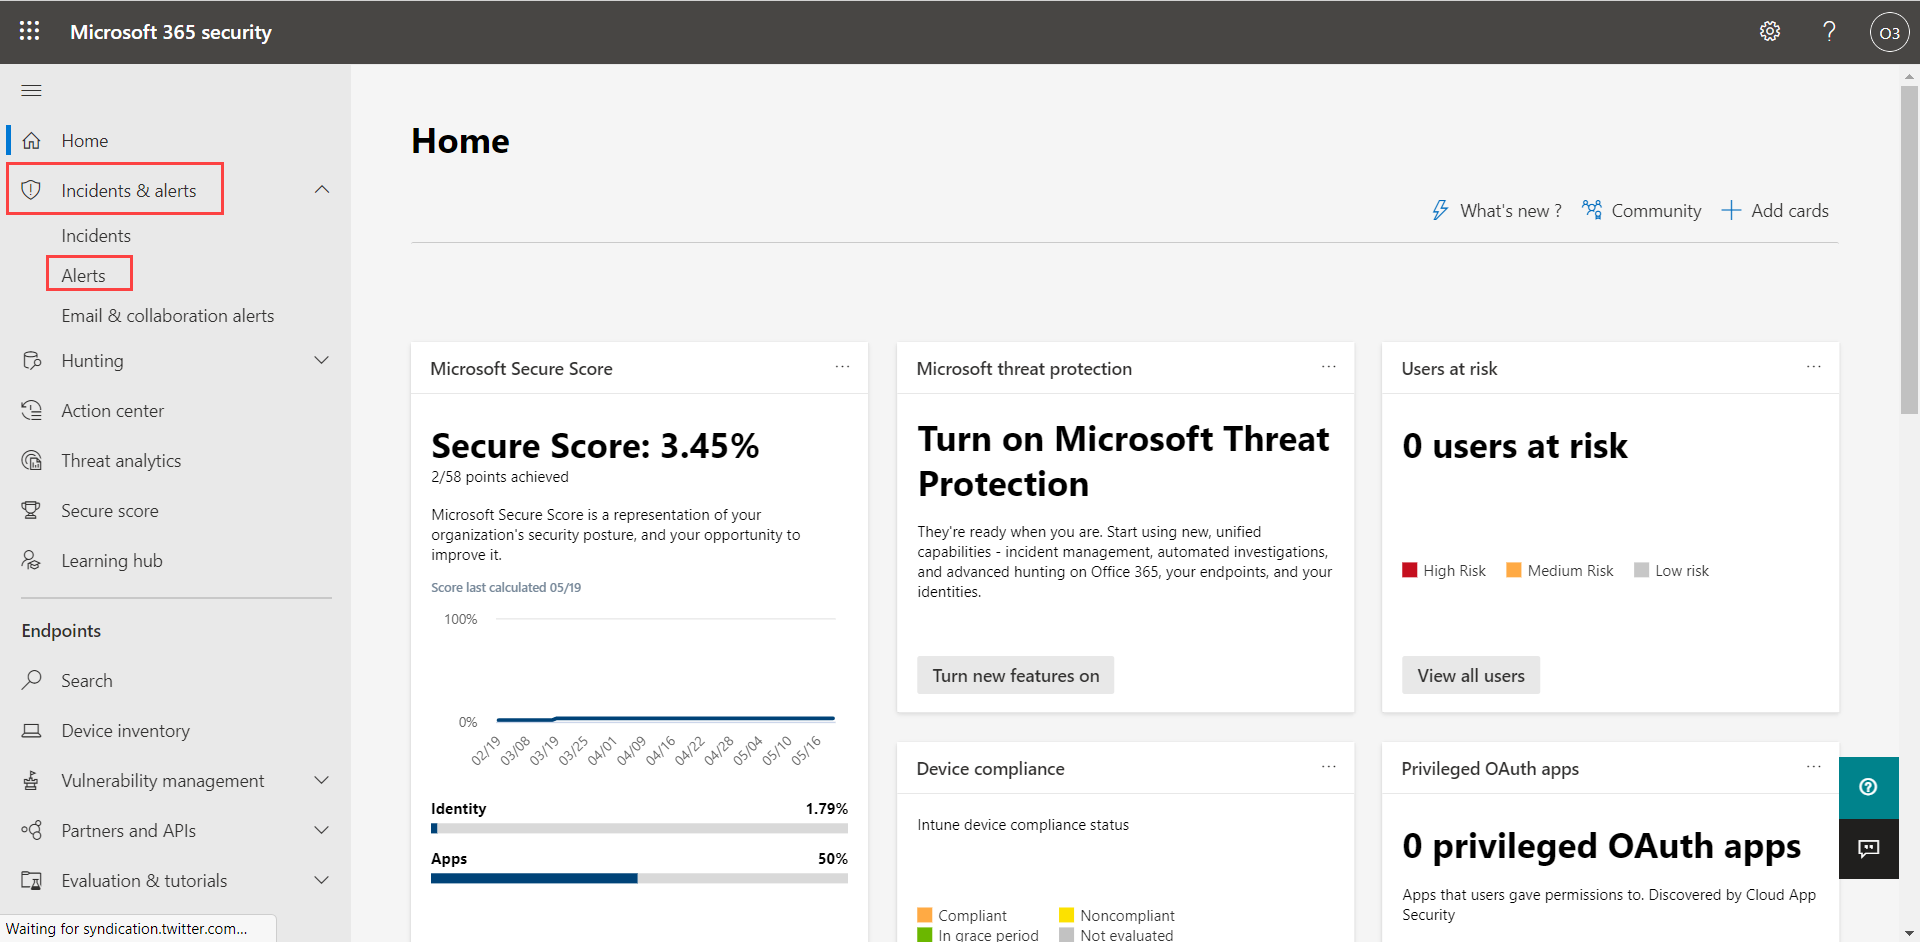 Microsoft 365 security
O3
Home
Incidents & alerts
Incidents
Alerts
Email & collaboration alerts
Hunting
Action center
Threat analytics
Secure score
Learning hub
Endpoints
Search
Device inventory
Vulnerability management
Partners and APIs
Evaluation & tutorials
Waiting for syndication.twitter.com...
Home
What's new ?
Community
Add cards
Microsoft Secure Score
Secure Score: 3.45%
2/58 points achieved
Microsoft Secure Score is a representation of your
organization's security posture, and your opportunity to
improve it.
Score last calculated 05/19
100%
0%
02/19 03/08 03/19 03/25 04/01 04/09 04/16 04/22 04/28 05/04 05/10 05/16
Identity 1.79%
Apps 50%
Microsoft threat protection
Turn on Microsoft Threat
Protection
They're ready when you are. Start using new, unified
capabilities - incident management, automated investigations,
and advanced hunting on Office 365, your endpoints, and your
identities.
Turn new features on
Users at risk
0 users at risk
High Risk Medium Risk Low risk
View all users
Device compliance
Intune device compliance status
Compliant Noncompliant
In grace period Not evaluated
Privileged OAuth apps
0 privileged OAuth apps
Apps that users gave permissions to. Discovered by Cloud App
Security